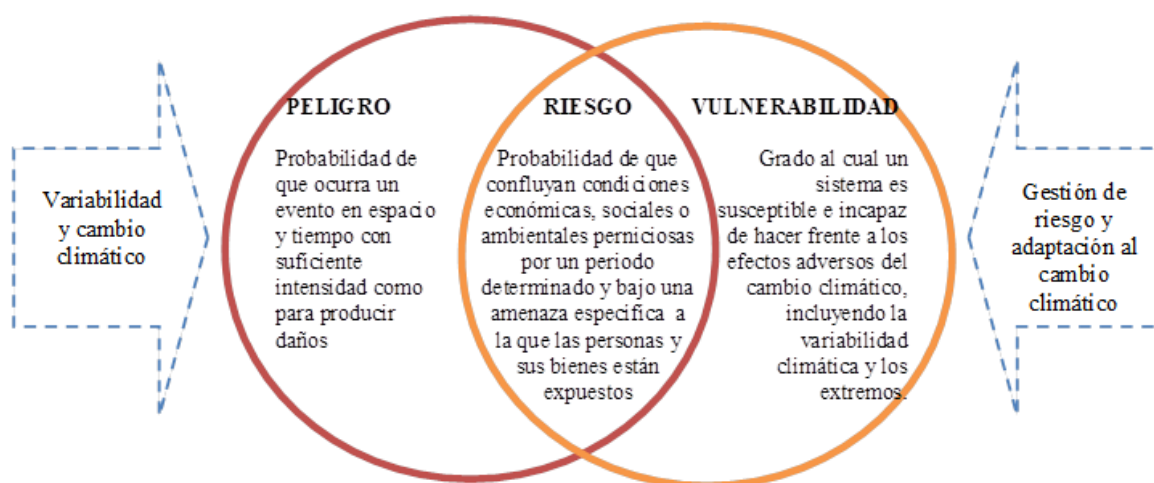 Variabilidad
y cambio
climático
PELIGRO
Probabilidad de
que ocurra un
evento en espacio
y tiempo con
suficiente
intensidad como
para producir
daños
RIESGO
Probabilidad de que
confluyan condiciones
económicas, sociales o
ambientales perniciosas
por un periodo
determinado y bajo una
amenaza especifica a
la que las personas y
sus bienes están
expuestos
VULNERABILIDAD
Grado al cual un
sistema es
susceptible e incapaz
de hacer frente a los
efectos adversos del
cambio climático,
incluyendo la
variabilidad
climática y los
extremos.
Gestión de
riesgo y
adaptación al
cambio
climático